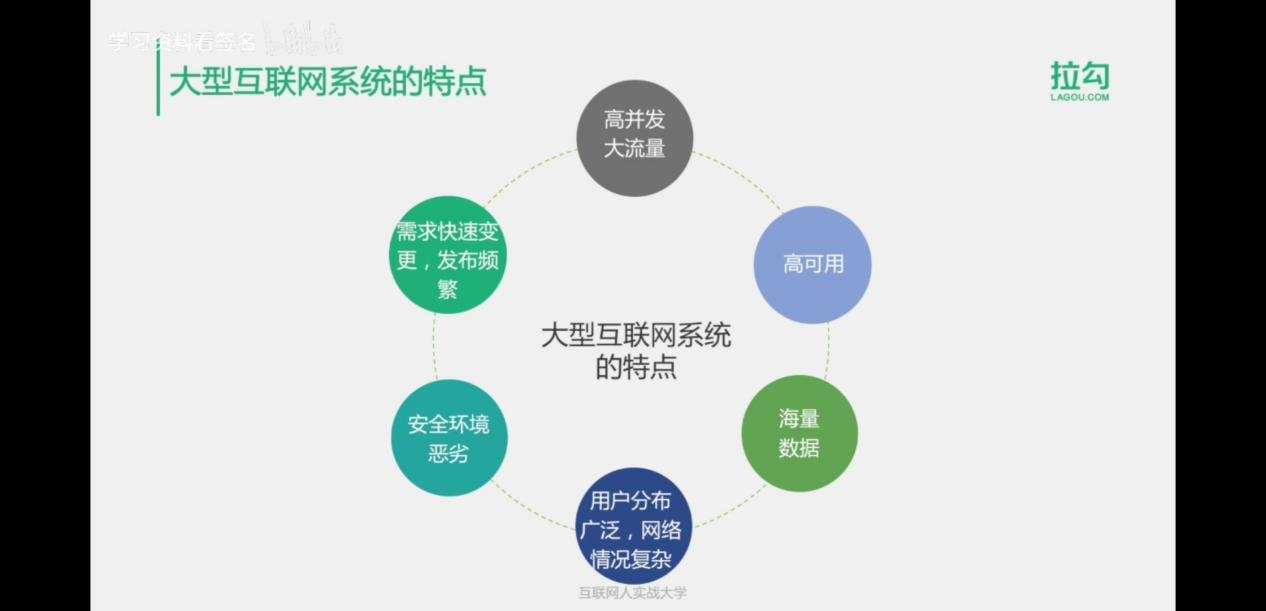 学习资料看签名
大型互联网系统的特点
拉勾
LAGOU.COM
高并发
大流量
高可用
海量
数据
用户分布
广泛，网络
情况复杂
安全环境
恶劣
需求快速变
更，发布频
繁
大型互联网系统
的特点
互联网人实战大学